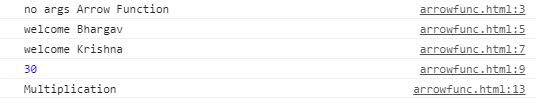 no args Arrow Function arrowfunc.html:3
welcome Bhargav arrowfunc.html:5
welcome Krishna arrowfunc.html:7
30 arrowfunc.html:9
Multiplication arrowfunc.html:13